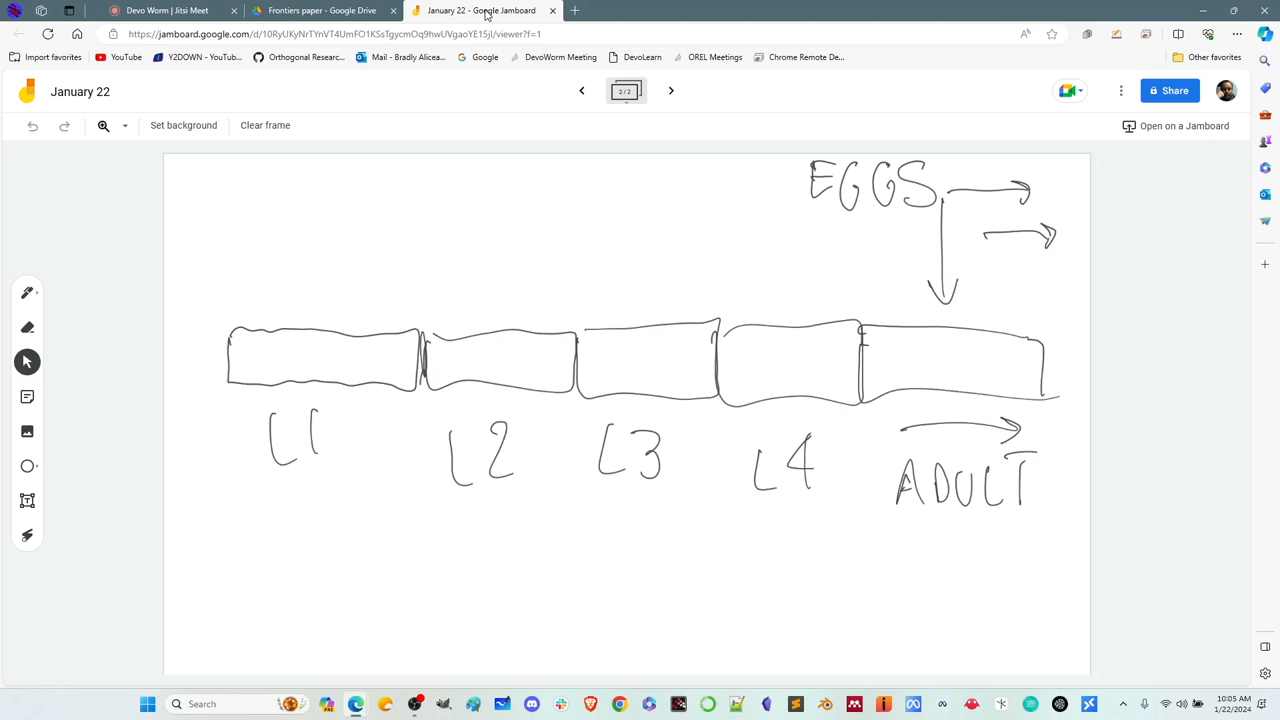 Devo Worm | Jitsi Meet
Frontiers paper - Google Drive
January 22 - Google Jamboard
https://jamboard.google.com/d/10RyUKyNrTYnVT4UmFO1KSsTgycmOq9hwUVgaoYE15jI/viewer?f=1
Import favorites
YouTube
Y2DOWN - YouTub...
Orthogonal Researc...
Mail - Bradly Alicea...
Google
DevoWorm Meeting
DevoLearn
OREL Meetings
Chrome Remote De...
Other favorites
January 22
2 / 2
Share
Set background
Clear frame
Open on a Jamboard
EGGS
L1
L2
L3
L4
ADULT
Search
10:05 AM
1/22/2024